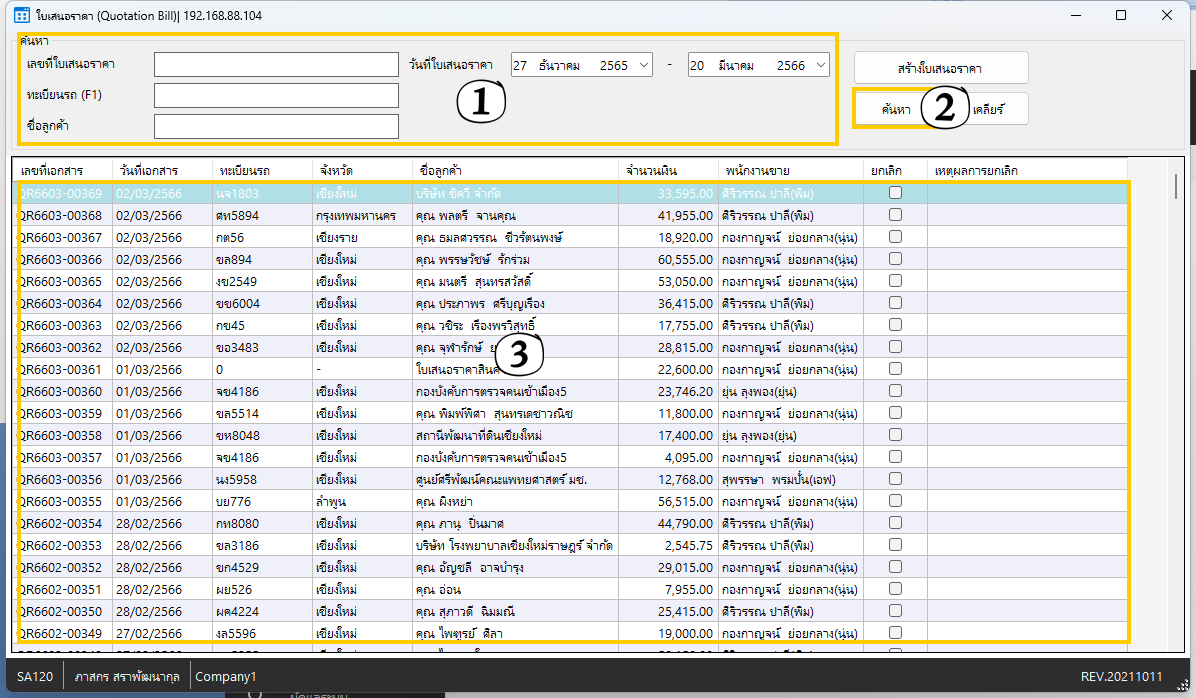 ใบเสนอราคา (Quotation Bill)| 192.168.88.104
ค้นหา
เลขที่ใบเสนอราคา วันที่ใบเสนอราคา 27 ธันวาคม 2565 - 20 มีนาคม 2566 สร้างใบเสนอราคา
ทะเบียนรถ (F1) 1 ค้นหา 2 เคลียร์
ชื่อลูกค้า
เลขที่เอกสาร วันที่เอกสาร ทะเบียนรถ จังหวัด ชื่อลูกค้า จำนวนเงิน พนักงานขาย ยกเลิก เหตุผลการยกเลิก
QR6603-00369 02/03/2566 นจ1803 เชียงใหม่ บริษัท ชิควี จำกัด 33,595.00 ศิริวรรณ ปาลี(พิม)
QR6603-00368 02/03/2566 ศท5894 กรุงเทพมหานคร คุณ พลตรี จานคุณ 41,955.00 ศิริวรรณ ปาลี(พิม)
QR6603-00367 02/03/2566 กต56 เชียงราย คุณ ธมลศวรรณ ชีวรัตนพงษ์ 18,920.00 กองกาญจน์ ย่อยกลาง(นุ่น)
QR6603-00366 02/03/2566 ขล894 เชียงใหม่ คุณ พรรษวัชษ์ รักร่วม 60,555.00 กองกาญจน์ ย่อยกลาง(นุ่น)
QR6603-00365 02/03/2566 งข2549 เชียงใหม่ คุณ มนตรี สุนทรสวัสดิ์ 53,050.00 กองกาญจน์ ย่อยกลาง(นุ่น)
QR6603-00364 02/03/2566 ขข6004 เชียงใหม่ คุณ ประภาพร ศรีบุญเรือง 36,415.00 ศิริวรรณ ปาลี(พิม)
QR6603-00363 02/03/2566 กข45 เชียงใหม่ คุณ วชิระ เรืองพรวิสุทธิ์ 17,755.00 ศิริวรรณ ปาลี(พิม)
QR6603-00362 02/03/2566 ขอ3483 เชียงใหม่ คุณ จุฬารักษ์ 28,815.00 กองกาญจน์ ย่อยกลาง(นุ่น)
3
QR6603-00361 01/03/2566 0 - ใบเสนอราคาสินค 22,600.00 กองกาญจน์ ย่อยกลาง(นุ่น)
QR6603-00360 01/03/2566 จข4186 เชียงใหม่ กองบังคับการตรวจคนเข้าเมือง5 23,746.20 ยุ่น ลุงพอง(ยุ่น)
QR6603-00359 01/03/2566 ขล5514 เชียงใหม่ คุณ พิมพ์พิศา สุนทรเดชาวณิช 11,800.00 กองกาญจน์ ย่อยกลาง(นุ่น)
QR6603-00358 01/03/2566 ขห8048 เชียงใหม่ สถานีพัฒนาที่ดินเชียงใหม่ 17,400.00 ยุ่น ลุงพอง(ยุ่น)
QR6603-00357 01/03/2566 จข4186 เชียงใหม่ กองบังคับการตรวจคนเข้าเมือง5 4,095.00 กองกาญจน์ ย่อยกลาง(นุ่น)
QR6603-00356 01/03/2566 นง5958 เชียงใหม่ ศูนย์ศรีพัฒน์คณะแพทยศาสตร์ มช. 12,768.00 สุพรรษา พรมปั๋น(เอฟ)
QR6603-00355 01/03/2566 บย776 ลำพูน คุณ ผิงหย่า 56,515.00 กองกาญจน์ ย่อยกลาง(นุ่น)
QR6602-00354 28/02/2566 กท8080 เชียงใหม่ คุณ ภานุ ปิ่นมาศ 44,790.00 ศิริวรรณ ปาลี(พิม)
QR6602-00353 28/02/2566 ขล3186 เชียงใหม่ บริษัท โรงพยาบาลเชียงใหม่ราษฎร์ จำกัด 2,545.75 ศิริวรรณ ปาลี(พิม)
QR6602-00352 28/02/2566 ขก4529 เชียงใหม่ คุณ อัญชลี อาจบำรุง 29,015.00 กองกาญจน์ ย่อยกลาง(นุ่น)
QR6602-00351 28/02/2566 ผย526 เชียงใหม่ คุณ อ่อน 7,955.00 กองกาญจน์ ย่อยกลาง(นุ่น)
QR6602-00350 28/02/2566 ผค4224 เชียงใหม่ คุณ สุภาวดี ฉิมมณี 25,415.00 ศิริวรรณ ปาลี(พิม)
QR6602-00349 27/02/2566 งล5596 เชียงใหม่ คุณ ไพฑูรย์ ศิลา 19,000.00 กองกาญจน์ ย่อยกลาง(นุ่น)
SA120 ภาสกร สราพัฒนากุล Company1 REV.20211011